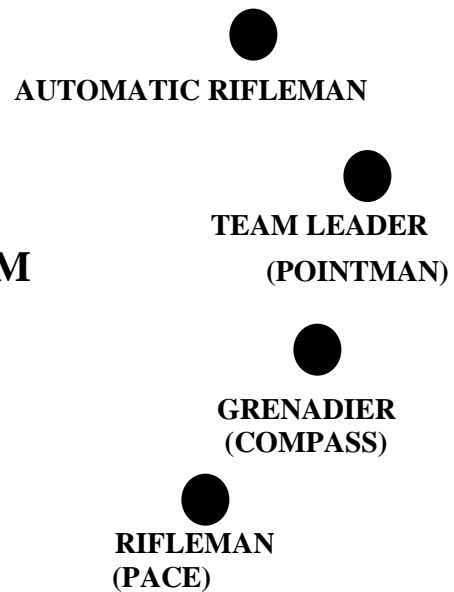 AUTOMATIC RIFLEMAN
TEAM LEADER
M
(POINTMAN)
GRENADIER
(COMPASS)
RIFLEMAN
(PACE)